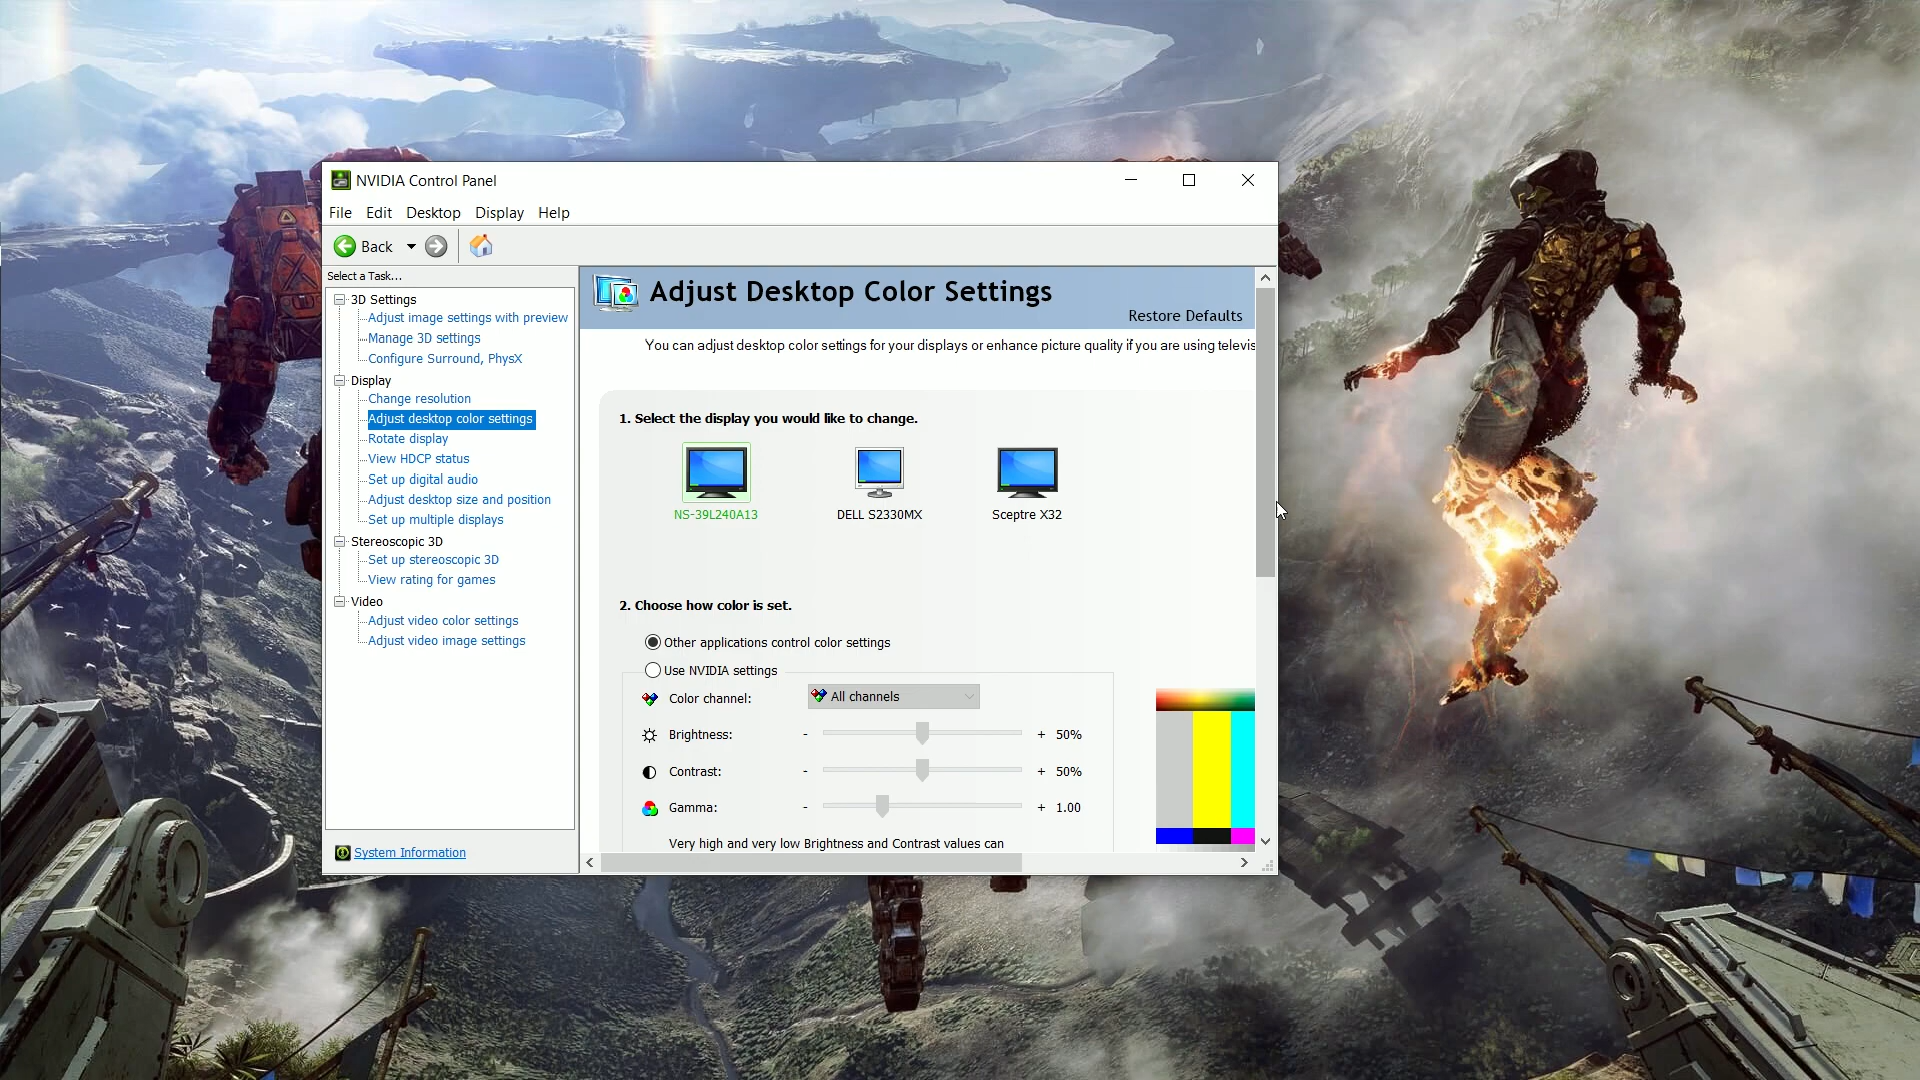 NVIDIA Control Panel
File Edit Desktop Display Help
Back
Select a Task...
3D Settings
Adjust image settings with preview
Manage 3D settings
Configure Surround, PhysX
Display
Change resolution
Adjust desktop color settings
Rotate display
View HDCP status
Set up digital audio
Adjust desktop size and position
Set up multiple displays
Stereoscopic 3D
Set up stereoscopic 3D
View rating for games
Video
Adjust video color settings
Adjust video image settings
System Information
Adjust Desktop Color Settings
Restore Defaults
You can adjust desktop color settings for your displays or enhance picture quality if you are using televis
1. Select the display you would like to change.
NS-39L240A13 DELL S2330MX Sceptre X32
2. Choose how color is set.
Other applications control color settings
Use NVIDIA settings
Color channel: All channels
Brightness: - + 50%
Contrast: - + 50%
Gamma: - + 1.00
Very high and very low Brightness and Contrast values can